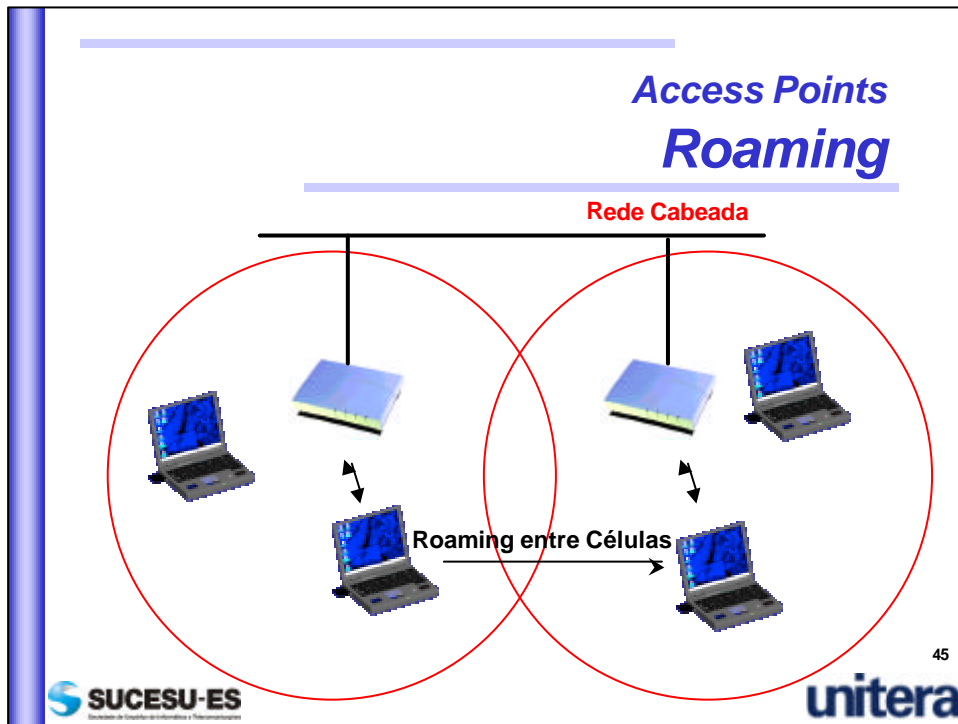 Access Points
Roaming
Rede Cabeada
Roaming entre Células
45
SUCESU-ES
unitera